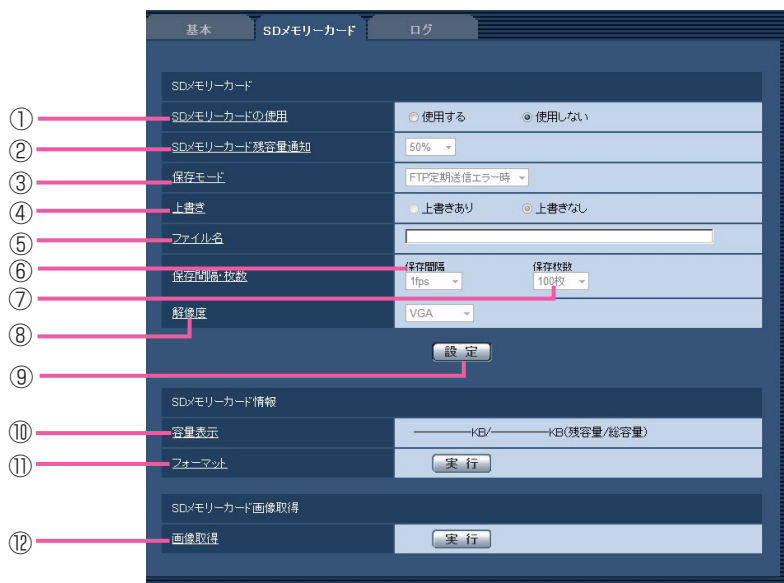 基本 SDメモリーカード ログ
SDメモリーカード
① SDメモリーカードの使用 使用する 使用しない
② SDメモリーカード残容量通知 50%
③ 保存モード FTP定期送信エラー時
④ 上書き 上書きあり 上書きなし
⑤ ファイル名
⑥ 保存間隔 保存枚数
⑦ 保存間隔・枚数 1fps 100枚
⑧ 解像度 VGA
⑨ 設定
SDメモリーカード情報
⑩ 容量表示 ――――KB/――――KB(残容量/総容量)
⑪ フォーマット 実行
SDメモリーカード画像取得
⑫ 画像取得 実行